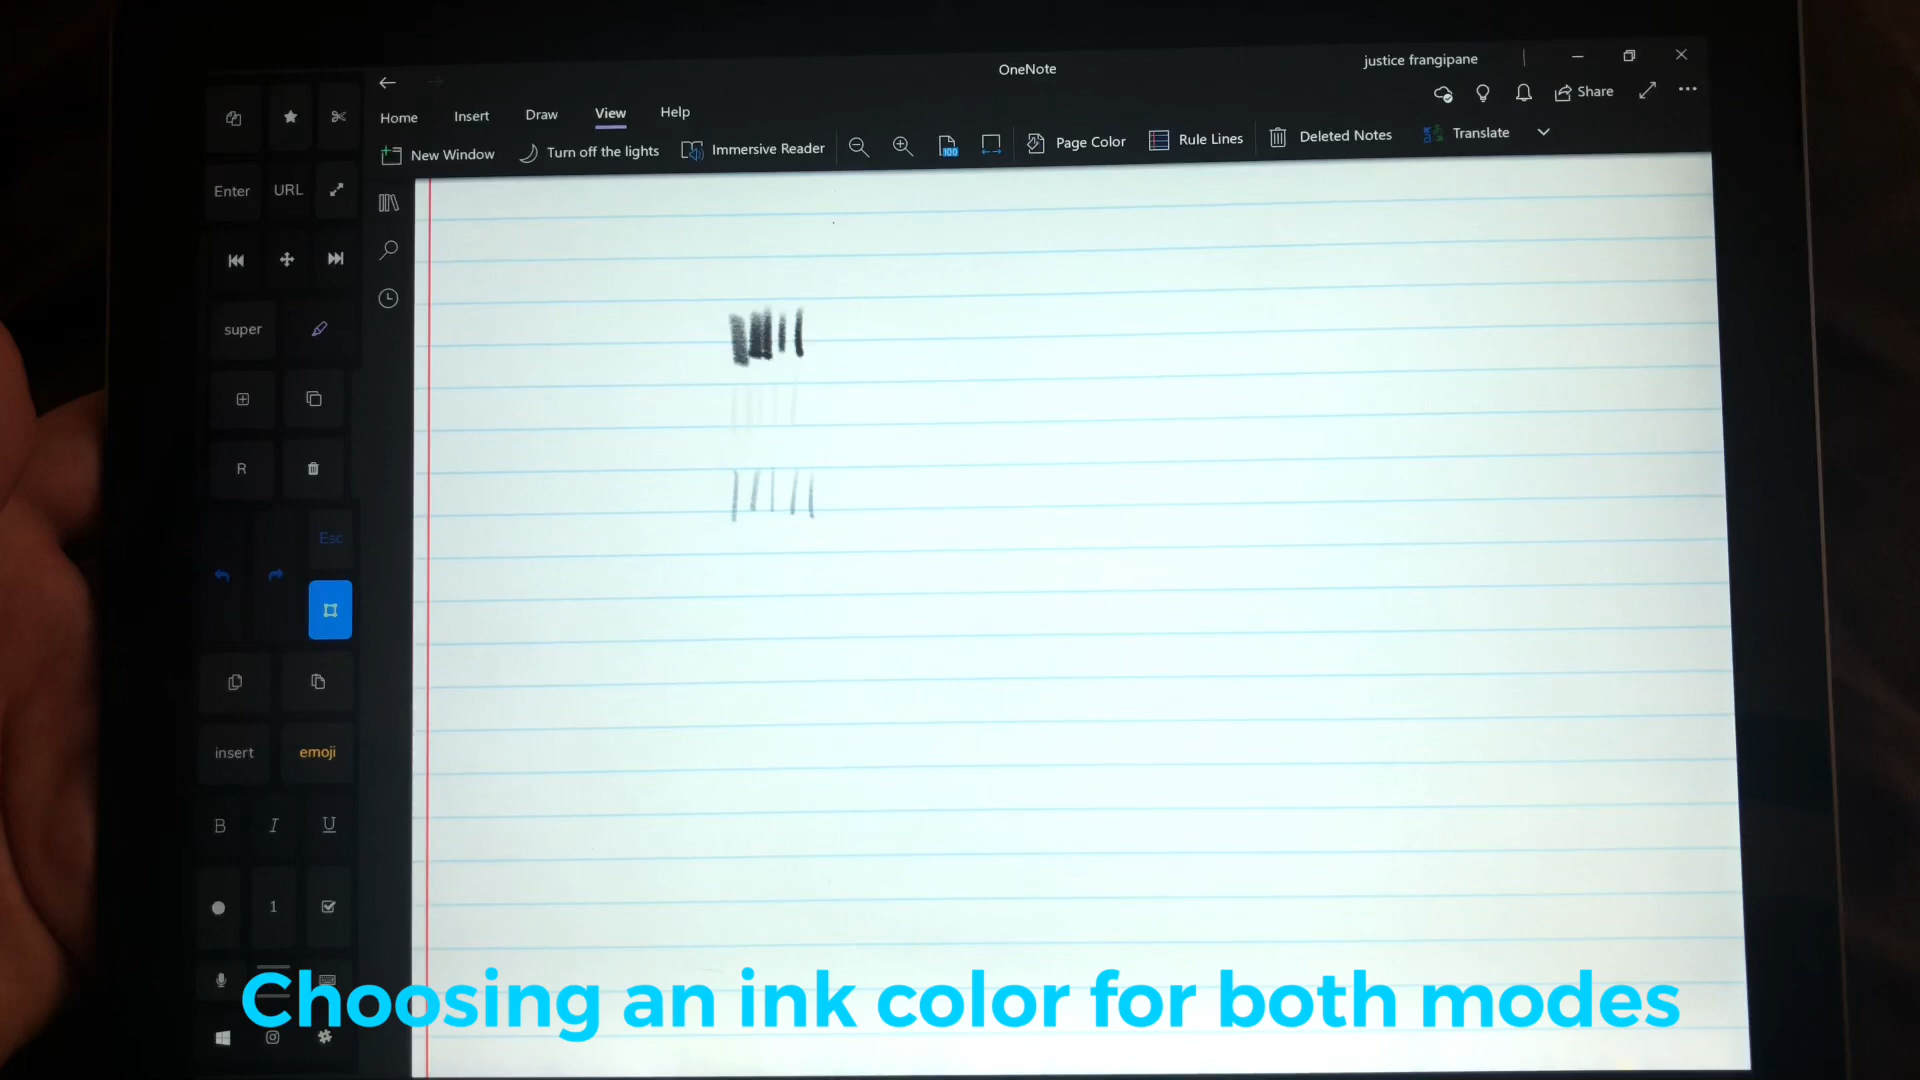 OneNote
justice frangipane
Home Insert Draw View Help
Share
New Window Turn off the lights Immersive Reader 100 Page Color Rule Lines Deleted Notes Translate
Enter URL
super
R
Esc
insert emoji
B I U
1
Choosing an ink color for both modes